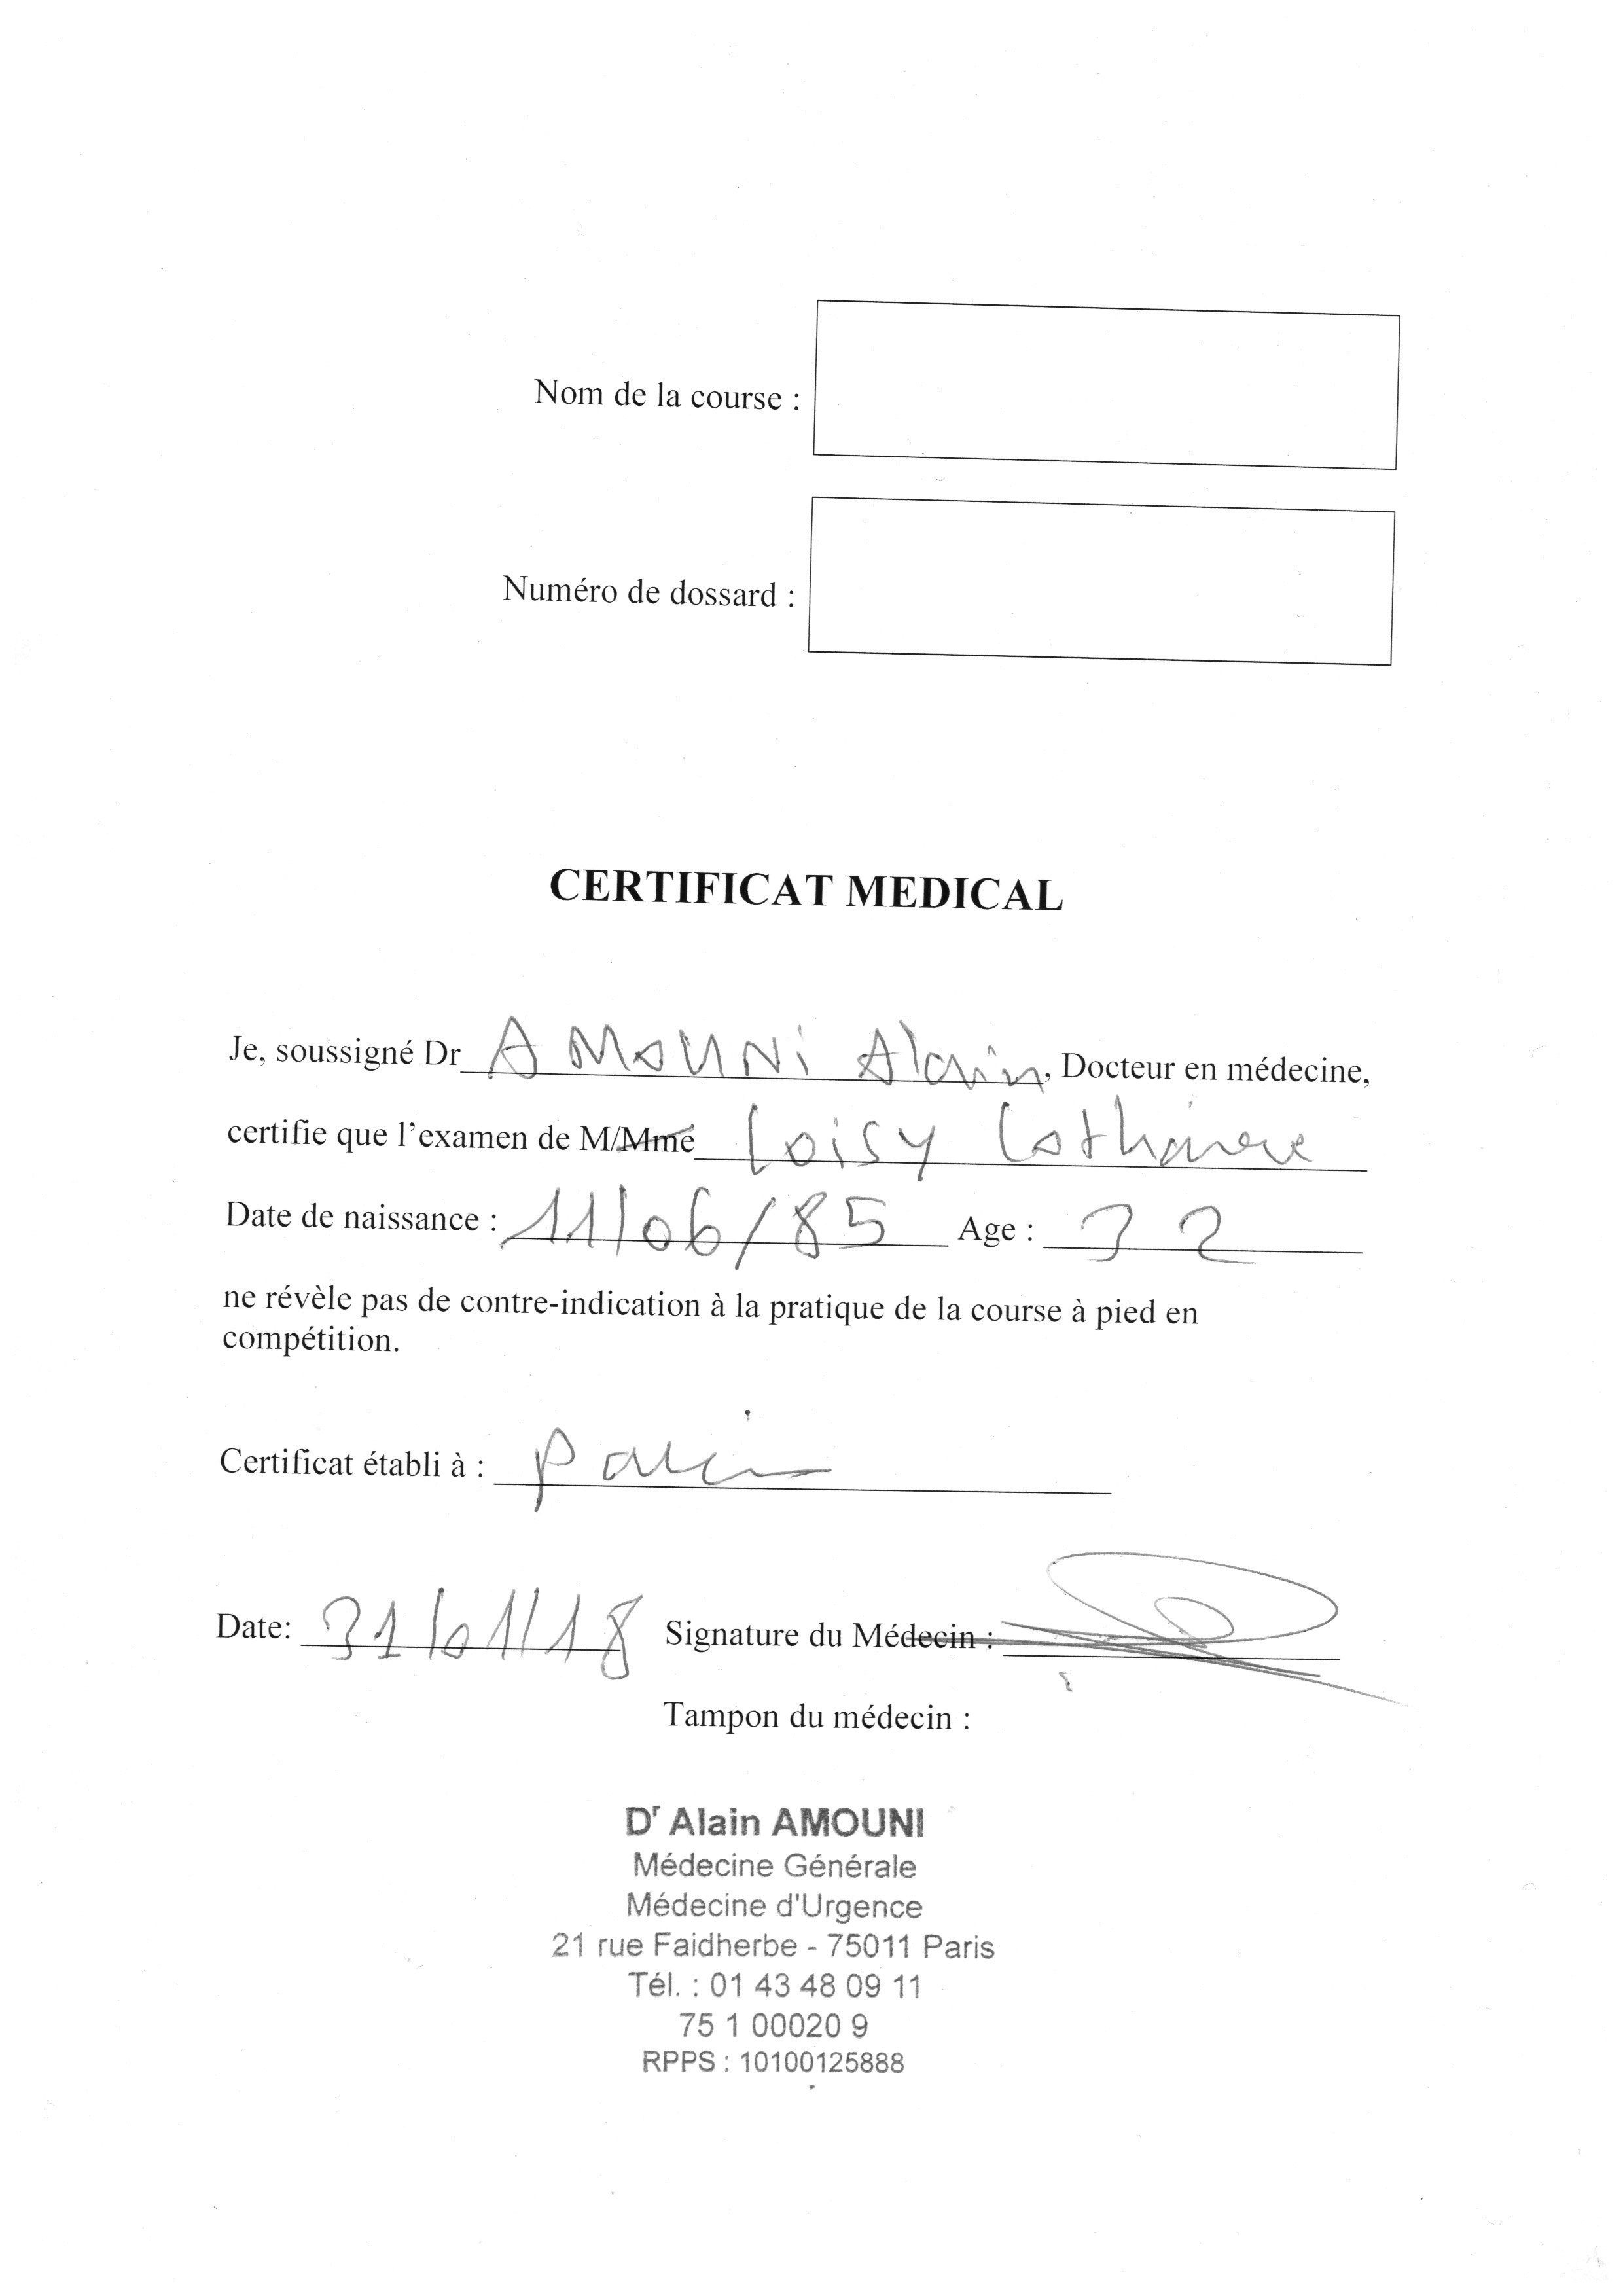 Nom de la course :
Numéro de dossard :
CERTIFICAT MEDICAL
Je, soussigné Dr AMOUNI Alain, Docteur en médecine,
certifie que l'examen de M/Mme Loisy
Date de naissance : 11/06/85 Age : 32
ne révèle pas de contre-indication à la pratique de la course à pied en
compétition.
Certificat établi à : Paris
Date: 31/01/18 Signature du Médecin :
Tampon du médecin :
Dr Alain AMOUNI
Médecine Générale
Médecine d'Urgence
21 rue Faidherbe - 75011 Paris
Tél. : 01 43 48 09 11
75 1 00020 9
RPPS : 10100125888